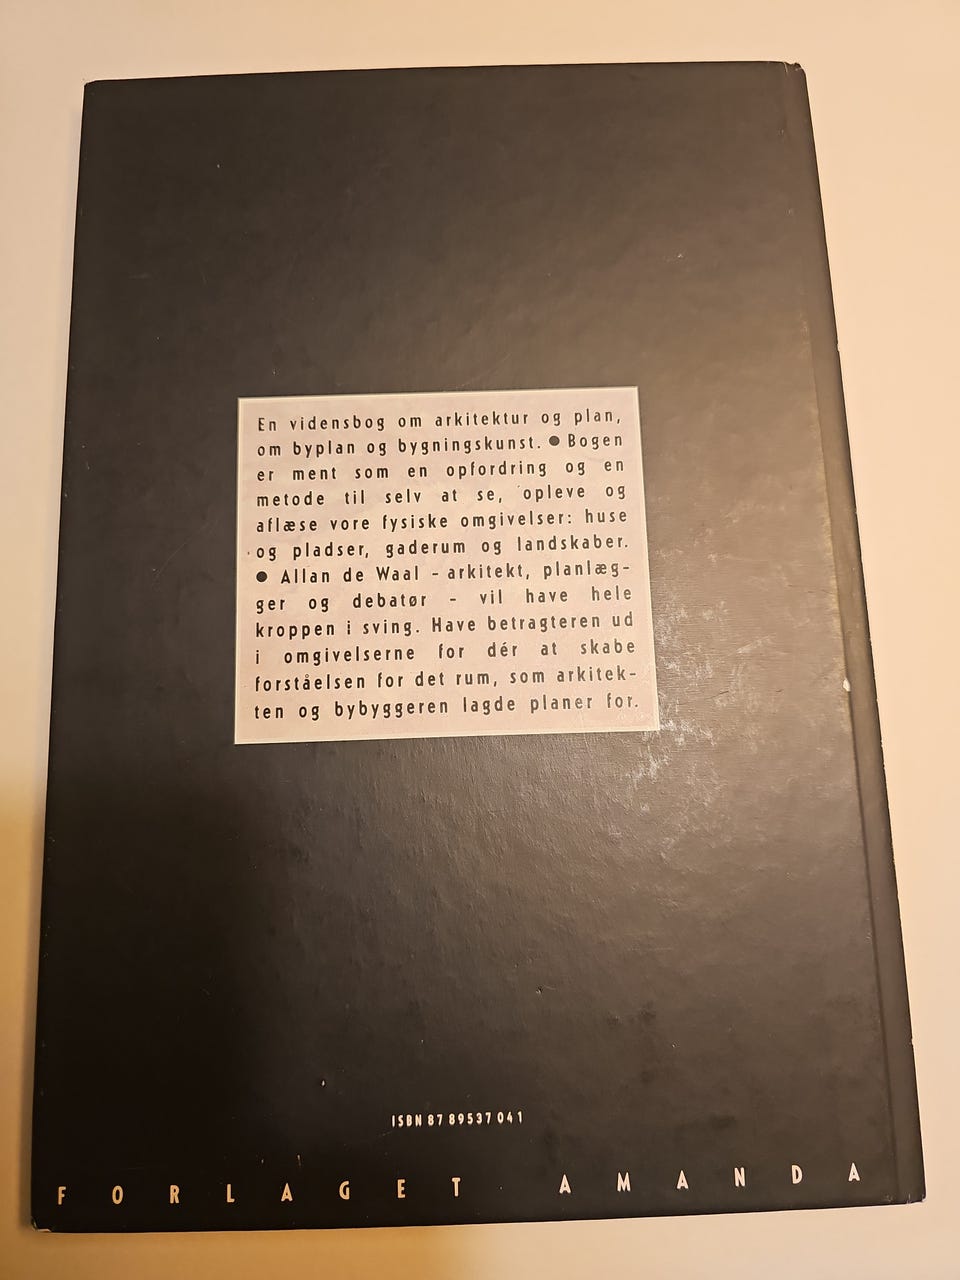 En vidensbog om arkitektur og plan,
om byplan og bygningskunst. ● Bogen
er ment som en opfordring og en
metode til selv at se, opleve og
aflæse vore fysiske omgivelser: huse
og pladser, gaderum og landskaber.
● Allan de Waal – arkitekt, planlæg-
ger og debatør – vil have hele
kroppen i sving. Have betragteren ud
i omgivelserne for dér at skabe
forståelsen for det rum, som arkitek-
ten og bybyggeren lagde planer for.
ISBN 87 89537 04 1
FORLAGET AMANDA